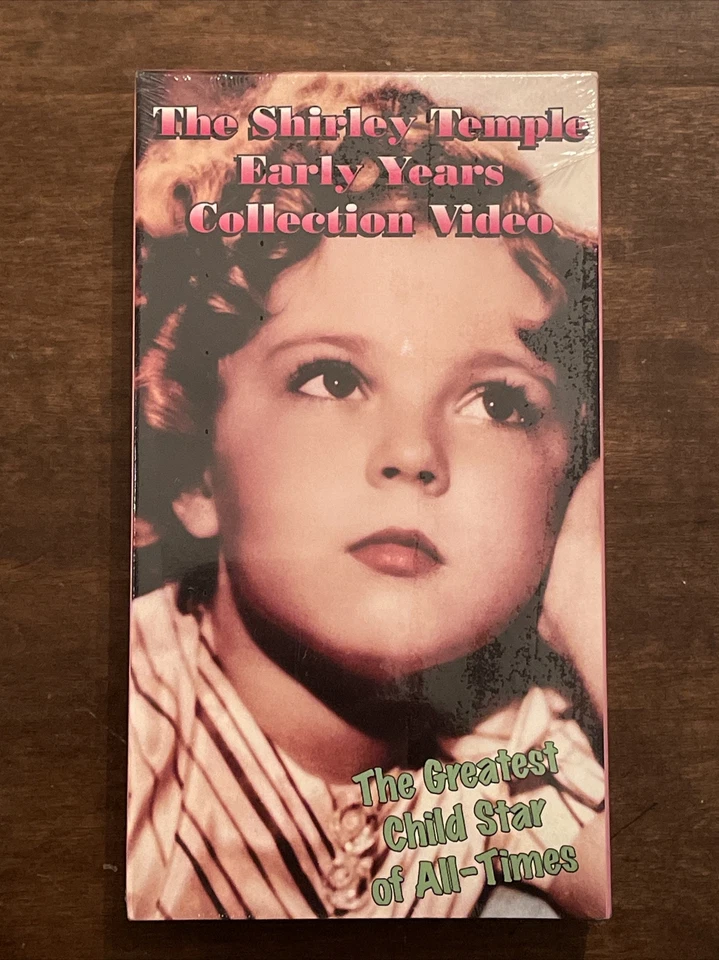 The Shirley Temple
Early Years
Collection Video
The Greatest
Child Star
of All-Times